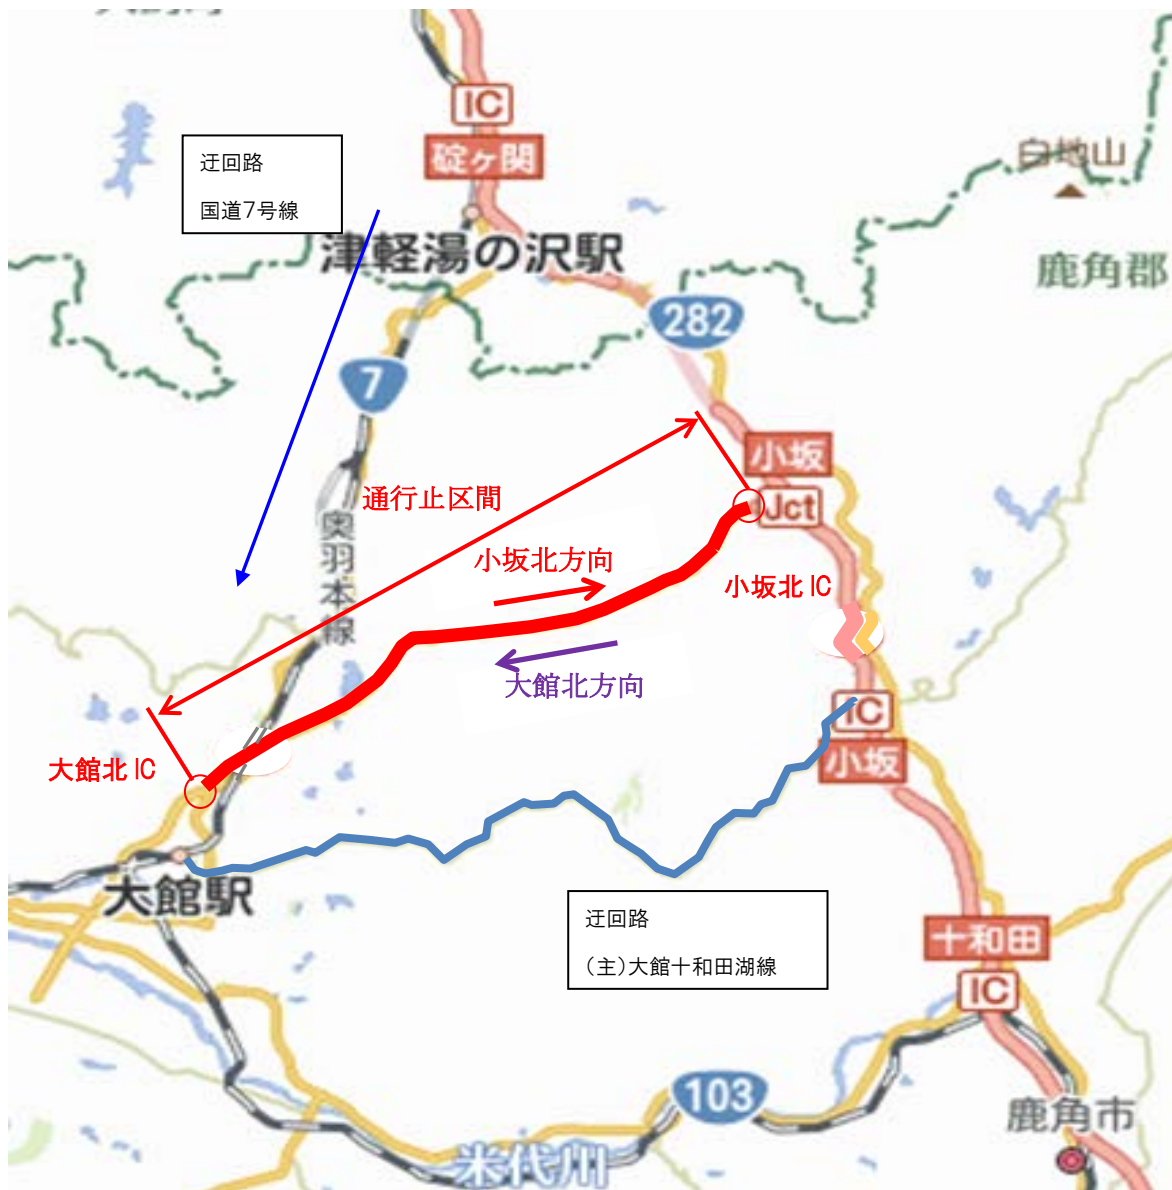 IC
碇ヶ関
白地山
迂回路
国道7号線
津軽湯の沢駅
鹿角郡
282
7
小坂
通行止区間
Jct
奥羽本線
小坂北方向
小坂北 IC
大館北方向
IC
小坂
大館北 IC
大館駅
迂回路
(主)大館十和田湖線
十和田
IC
103
鹿角市
米代川